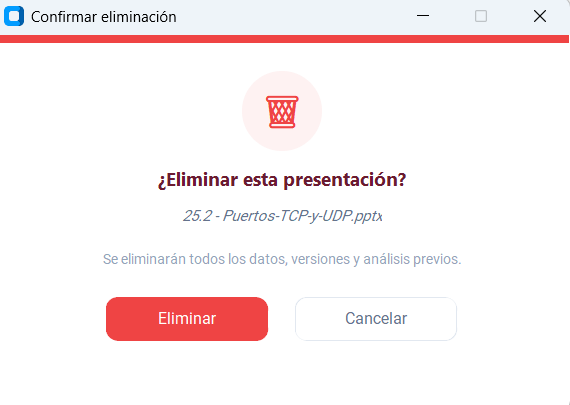 Confirmar eliminación
¿Eliminar esta presentación?
25.2 - Puertos-TCP-y-UDP.pptx
Se eliminarán todos los datos, versiones y análisis previos.
Eliminar
Cancelar